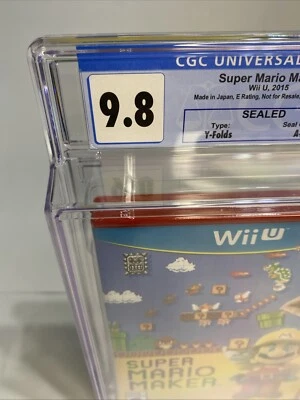 CGC UNIVERSAL
9.8
Super Mario Ma
Wii U, 2015
Made in Japan, E Rating, Not for Resale,
SEALED
Type:
Seal
Y-Folds
A
Wii U
SUPER
MARIO
MAKER